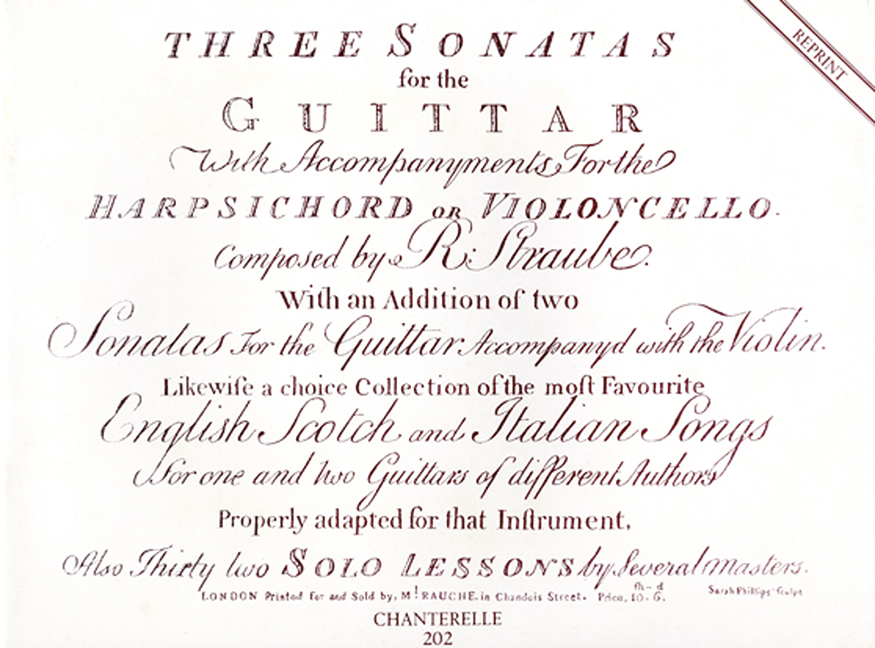 THREE SONATAS
REPRINT
for the
GUITTAR
With Accompanyments For the
HARPSICHORD OR VIOLONCELLO.
Composed by R: Straube.
With an Addition of two
Sonatas For the Guittar Accompanyd with the Violin.
Likewiſe a choice Collection of the moſt Favourite
English Scotch and Italian Songs
For one and two Guittars of different Authors
Properly adapted for that Inſtrument,
Also Thirty two SOLO LESSONS by Several Masters.
LONDON Printed for and Sold by, Mr RAUCHE, in Chandois Street. Price, 10-6.
sh-d
Sarah Phillips Sculpt
CHANTERELLE
202